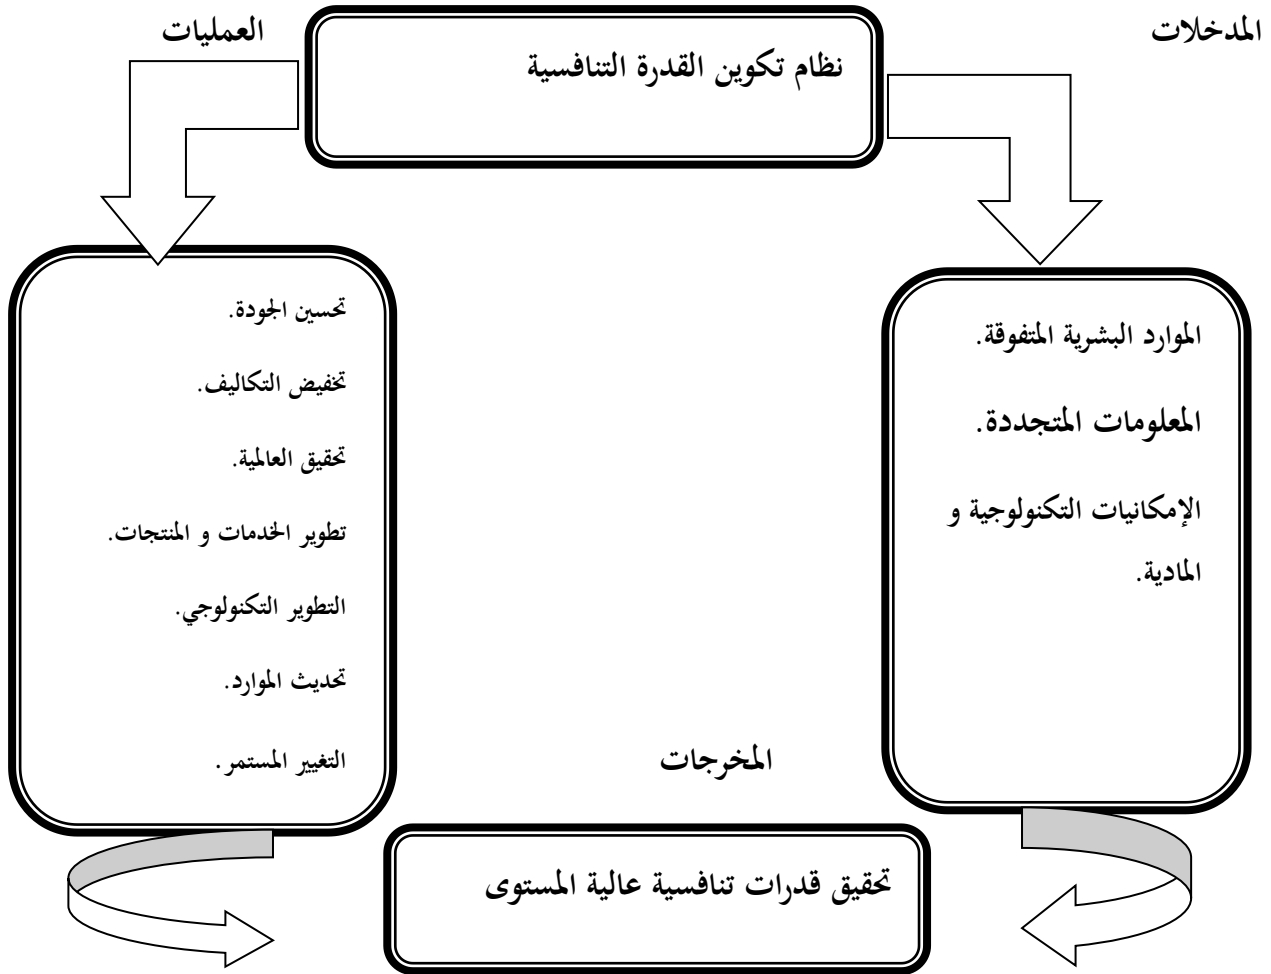 المدخلات
العمليات
نظام تكوين القدرة التنافسية
الموارد البشرية المتفوقة.
المعلومات المتجددة.
الإمكانيات التكنولوجية و
المادية.
تحسين الجودة.
تخفيض التكاليف.
تحقيق العالمية.
تطوير الخدمات و المنتجات.
التطوير التكنولوجي.
تحديث الموارد.
التغيير المستمر.
المخرجات
تحقيق قدرات تنافسية عالية المستوى